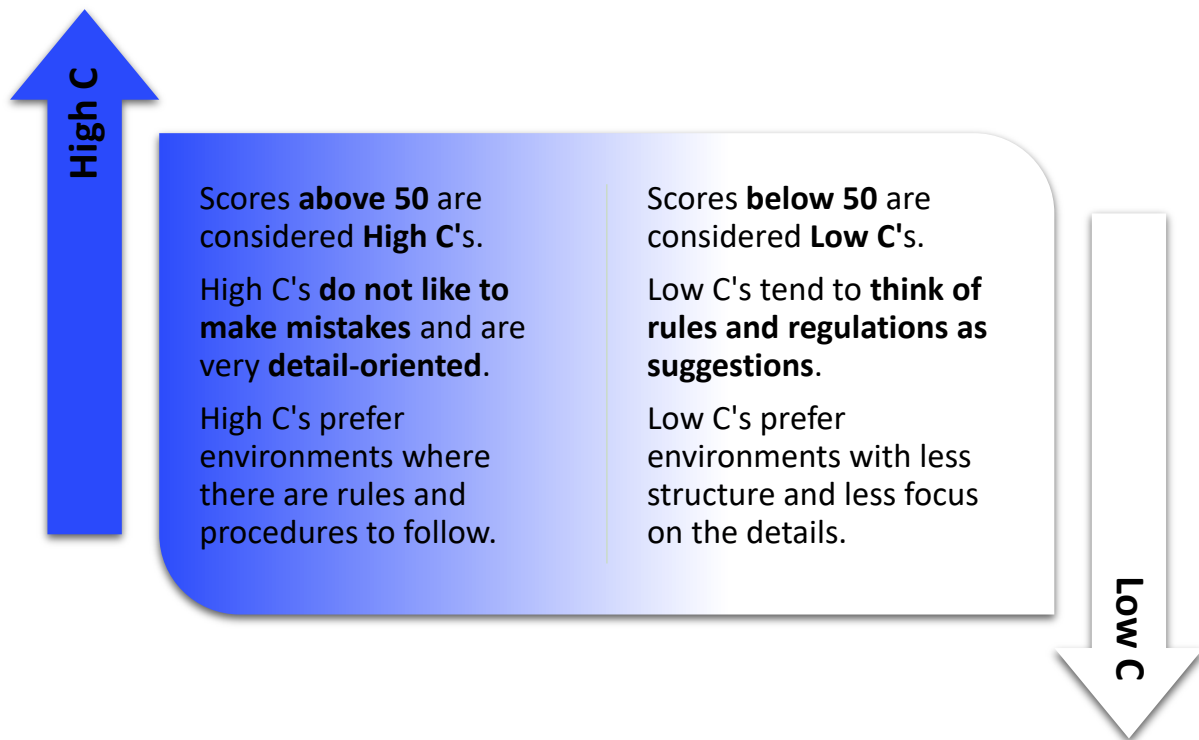 High C
Scores above 50 are
considered High C's.
High C's do not like to
make mistakes and are
very detail-oriented.
High C's prefer
environments where
there are rules and
procedures to follow.
Scores below 50 are
considered Low C's.
Low C's tend to think of
rules and regulations as
suggestions.
Low C's prefer
environments with less
structure and less focus
on the details.
Low C